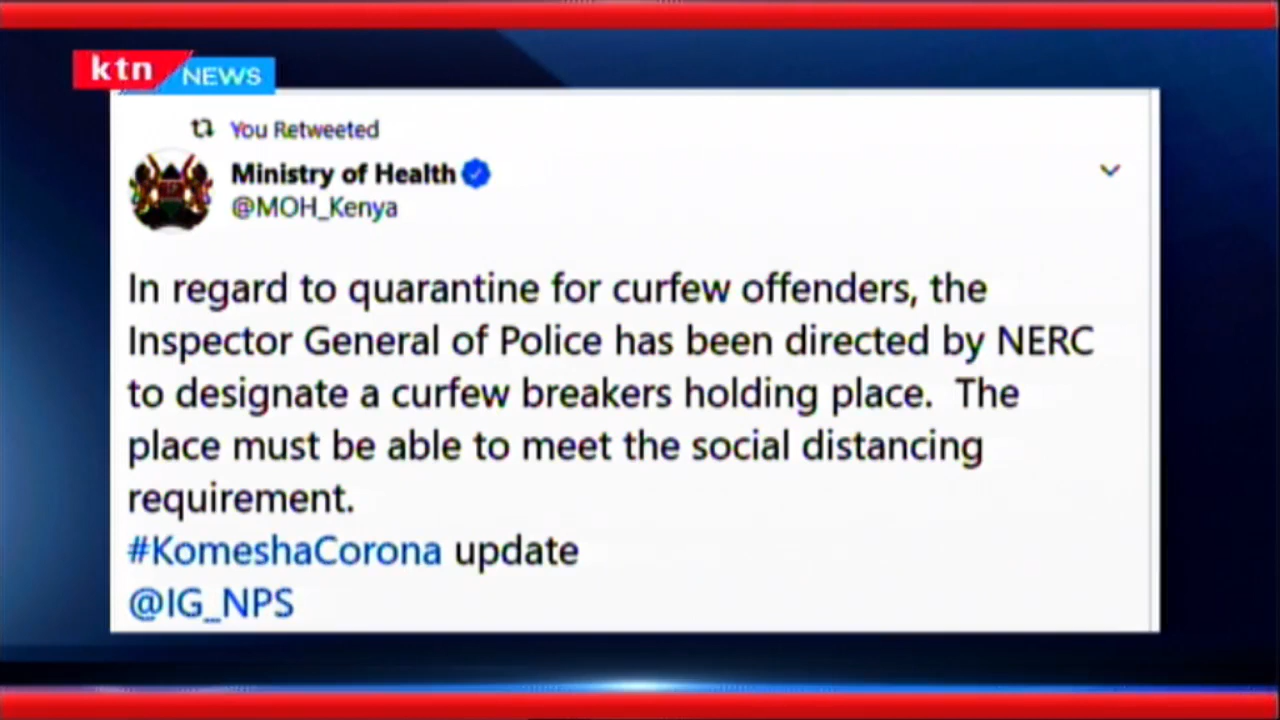 ktn NEWS
You Retweeted
Ministry of Health
@MOH_Kenya
In regard to quarantine for curfew offenders, the
Inspector General of Police has been directed by NERC
to designate a curfew breakers holding place.  The
place must be able to meet the social distancing
requirement.
#KomeshaCorona update
@IG_NPS